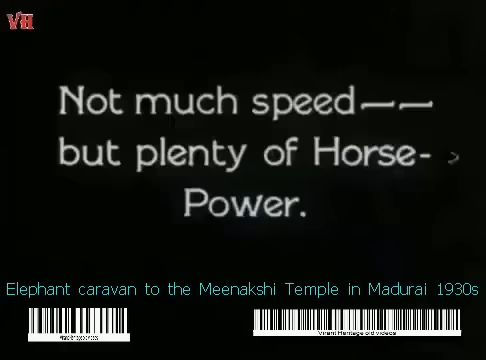 VH
Not much speed——
but plenty of Horse-
Power.
Elephant caravan to the Meenakshi Temple in Madurai 1930s
Virant Heritage old videos